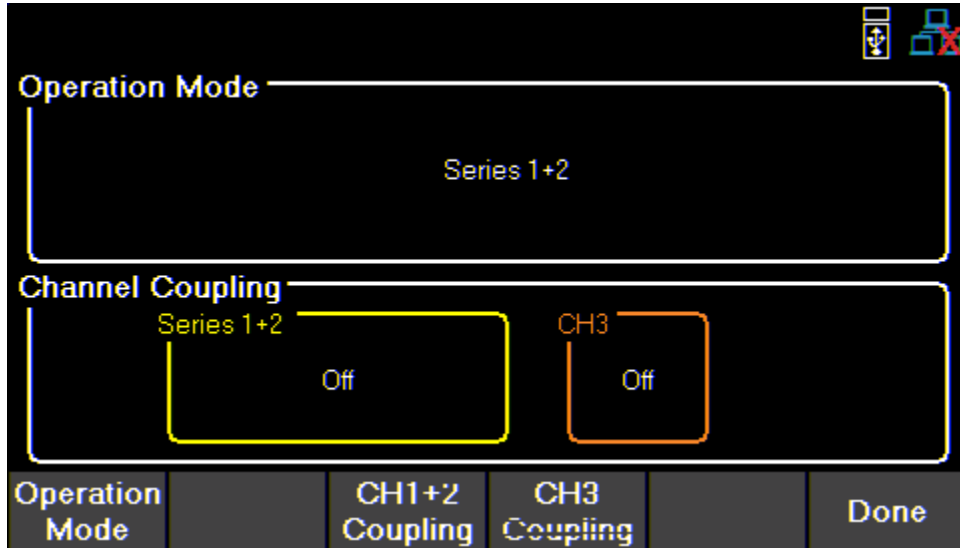 Operation Mode
Series 1+2
Channel Coupling
Series 1+2
Off
CH3
Off
Operation Mode
CH1+2 Coupling
CH3 Coupling
Done